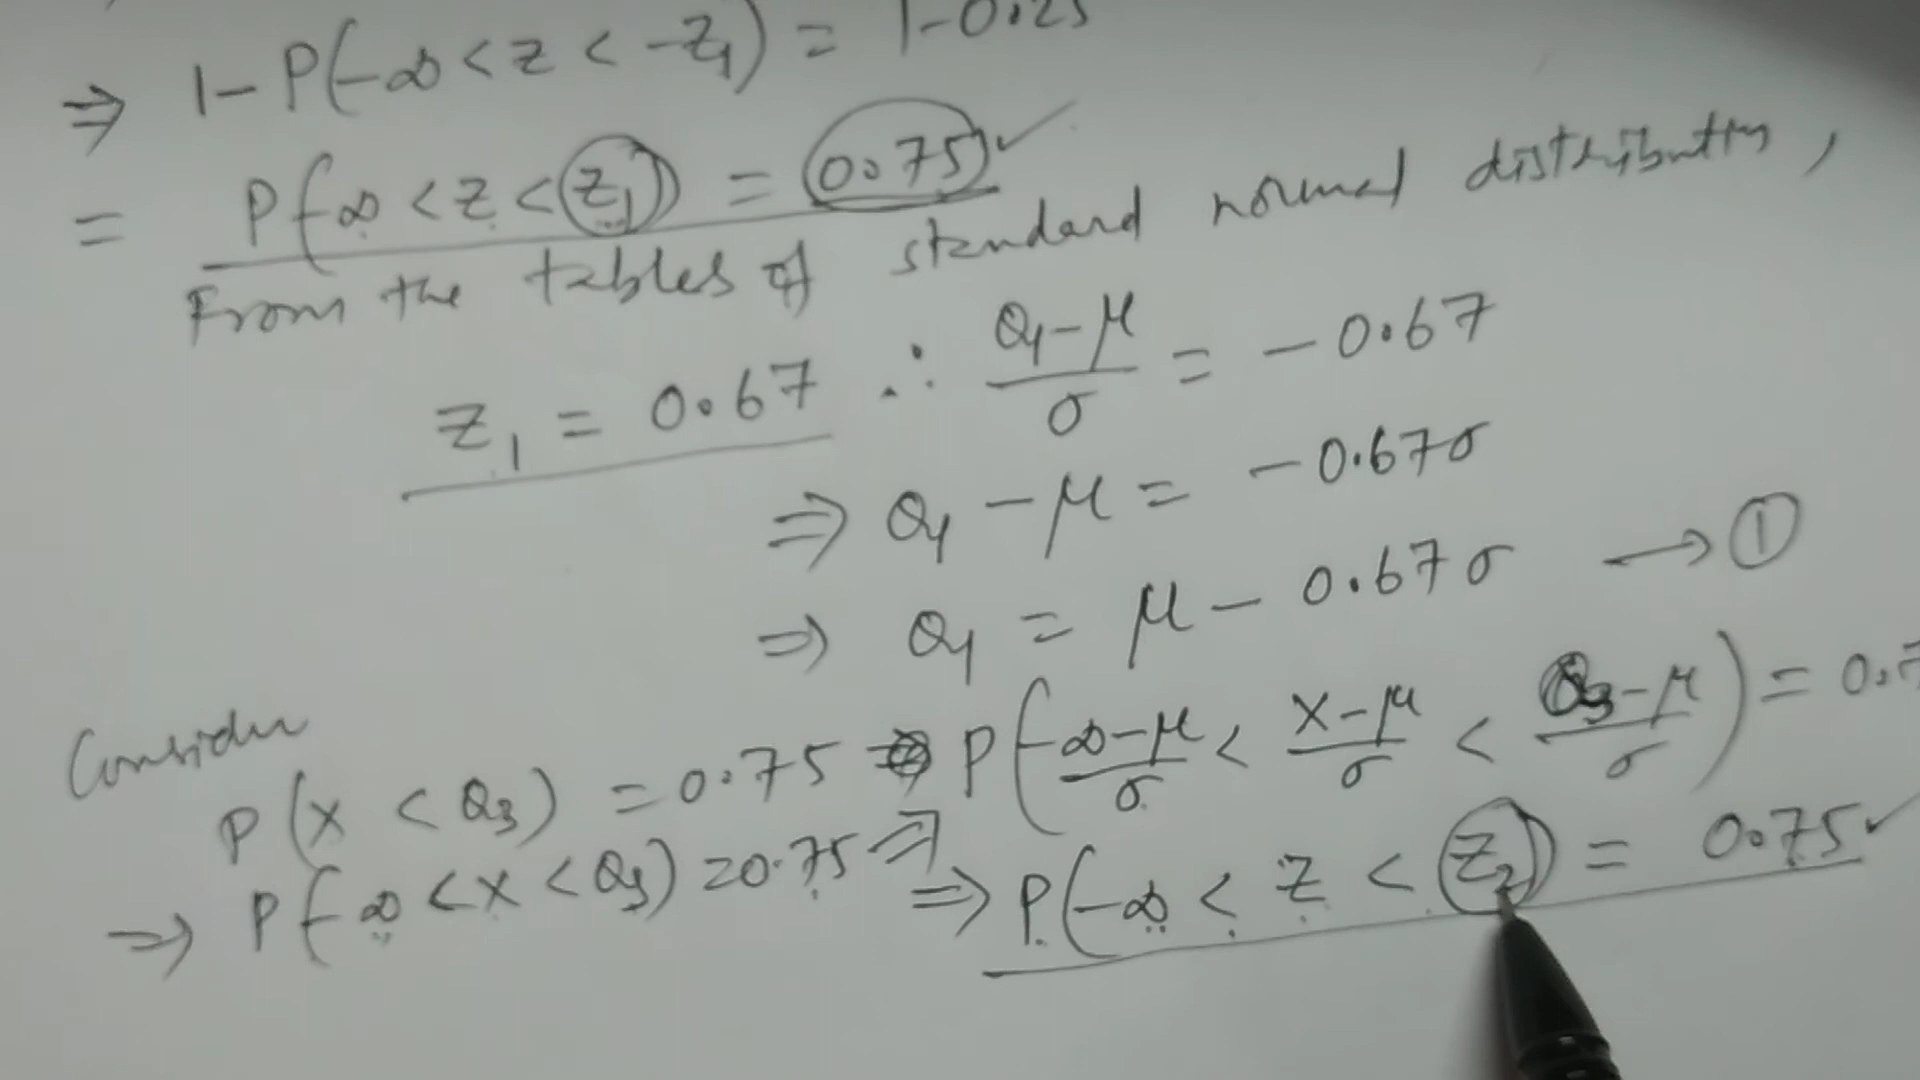 ⇒ 1-P(-∞<z<-z₁) = 1-0.25
= P(-∞<z<z₁) = 0.75 ✓
From the tables of standard normal distribution,
z₁ = 0.67 ∴ (Q₁-μ)/σ = -0.67
⇒ Q₁ - μ = -0.67σ
⇒ Q₁ = μ - 0.67σ → ①
Consider
P(X < Q₃) = 0.75 ⇒ P(-∞-μ/σ < X-μ/σ < Q₃-μ/σ) = 0.7
⇒ P(-∞<X<Q₃) = 0.75 ⇒
⇒ P(-∞ < z < z₂) = 0.75 ✓